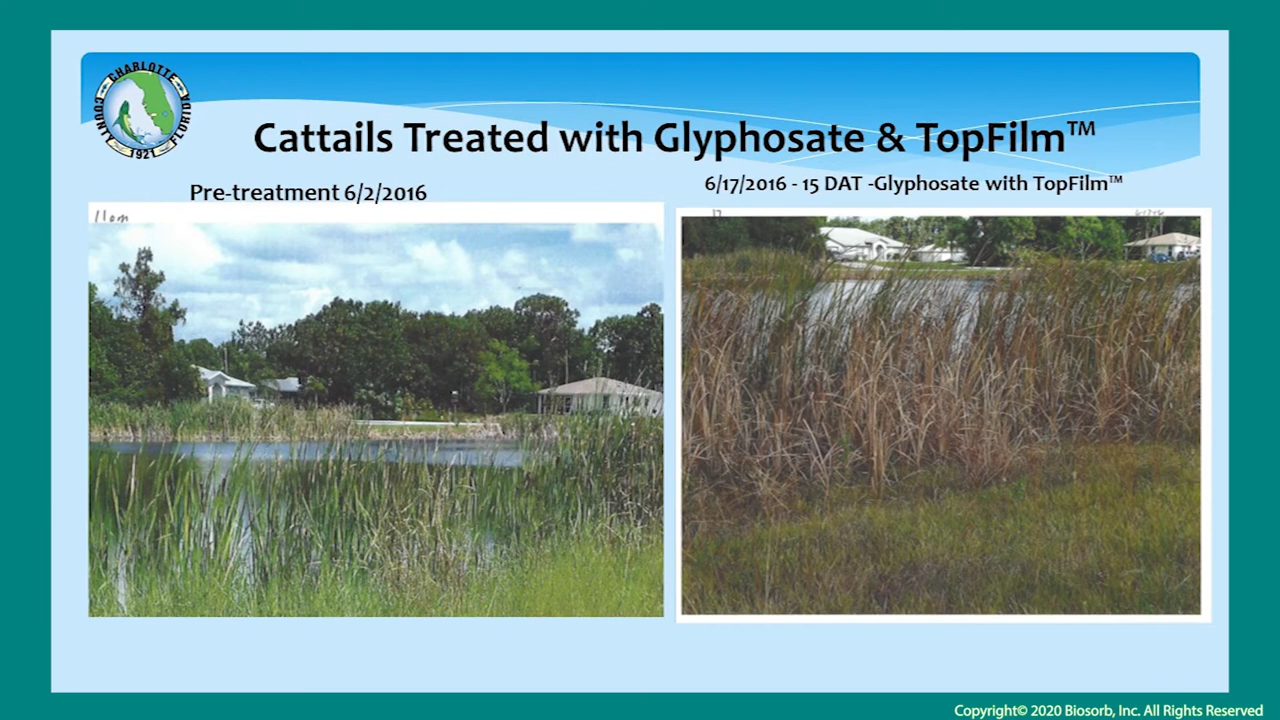 CHARLOTTE COUNTY FLORIDA
1921
Cattails Treated with Glyphosate & TopFilm™
Pre-treatment 6/2/2016
6/17/2016 - 15 DAT -Glyphosate with TopFilm™
11am
Copyright© 2020 Biosorb, Inc. All Rights Reserved